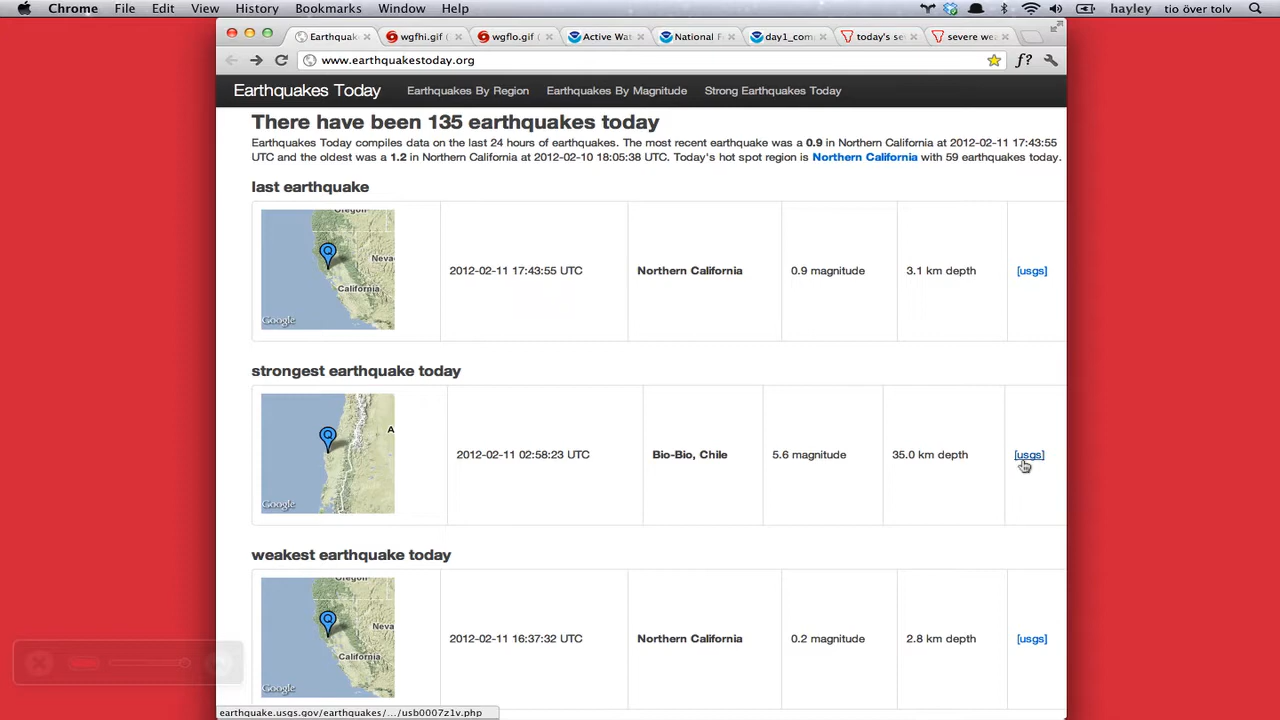 Chrome File Edit View History Bookmarks Window Help hayley tio över tolv
Earthquak wgfhi.gif ( wgflo.gif ( Active Wat National F day1_com today's se severe wea
www.earthquakestoday.org f?
Earthquakes Today Earthquakes By Region Earthquakes By Magnitude Strong Earthquakes Today
There have been 135 earthquakes today
Earthquakes Today compiles data on the last 24 hours of earthquakes. The most recent earthquake was a 0.9 in Northern California at 2012-02-11 17:43:55
UTC and the oldest was a 1.2 in Northern California at 2012-02-10 18:05:38 UTC. Today's hot spot region is Northern California with 59 earthquakes today.
last earthquake
Oregon
Neva
California
Google
2012-02-11 17:43:55 UTC Northern California 0.9 magnitude 3.1 km depth [usgs]
strongest earthquake today
A
Google
2012-02-11 02:58:23 UTC Bio-Bio, Chile 5.6 magnitude 35.0 km depth [usgs]
weakest earthquake today
Oregon
Neva
California
Google
2012-02-11 16:37:32 UTC Northern California 0.2 magnitude 2.8 km depth [usgs]
earthquake.usgs.gov/earthquakes/.../usb0007z1v.php